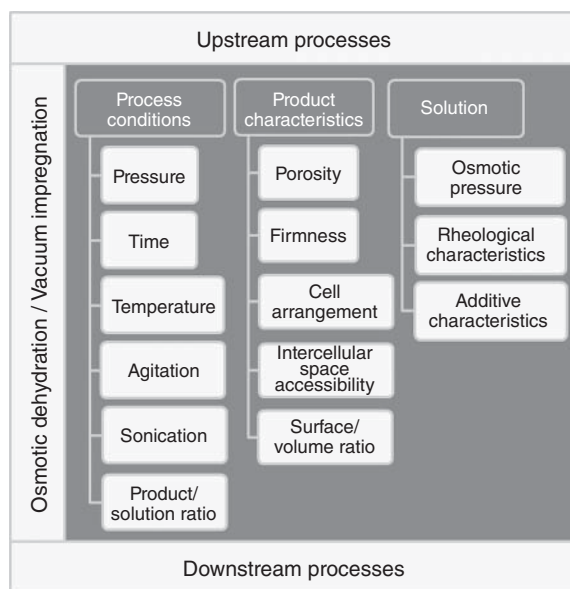 Upstream processes
Osmotic dehydration / Vacuum impregnation
Process
conditions
Pressure
Time
Temperature
Agitation
Sonication
Product/
solution ratio
Product
characteristics
Porosity
Firmness
Cell
arrangement
Intercellular
space
accessibility
Surface/
volume ratio
Solution
Osmotic
pressure
Rheological
characteristics
Additive
characteristics
Downstream processes